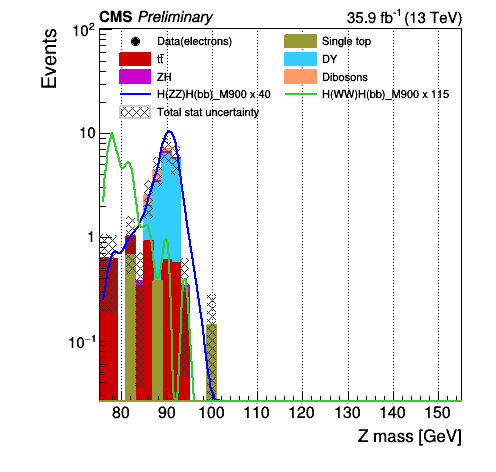 CMS Preliminary 35.9 fb⁻¹ (13 TeV)
Events
10²
10
1
10⁻¹
Data(electrons) Single top
tt̄ DY
ZH Dibosons
H(ZZ)H(bb)_M900 x 40 H(WW)H(bb)_M900 x 115
Total stat uncertainty
80 90 100 110 120 130 140 150
Z mass [GeV]